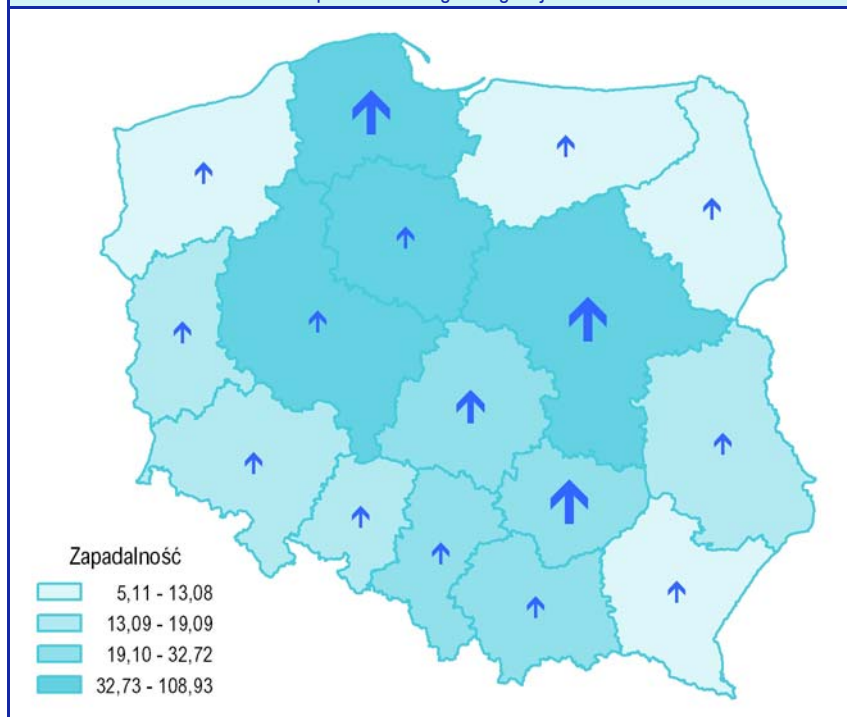 Zapadalność
5,11 - 13,08
13,09 - 19,09
19,10 - 32,72
32,73 - 108,93